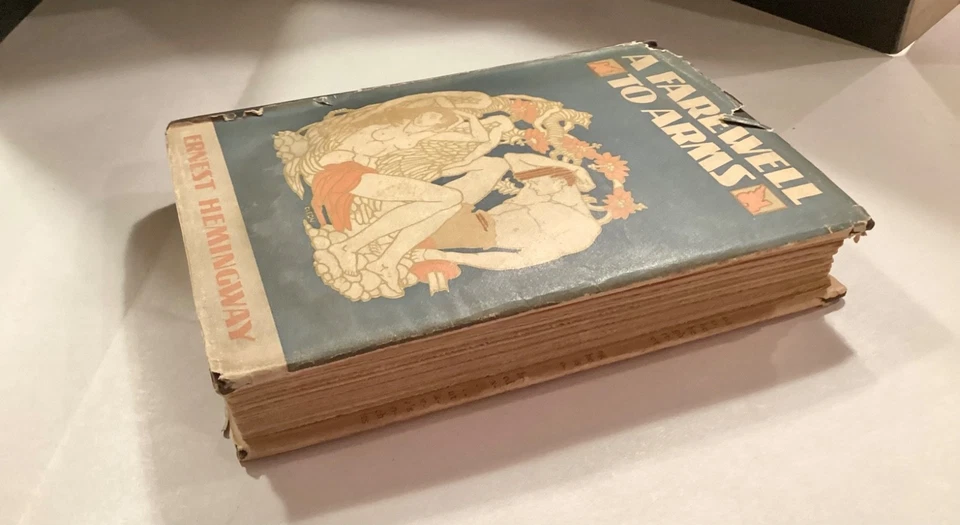 A FAREWELL
TO ARMS
ERNEST HEMINGWAY